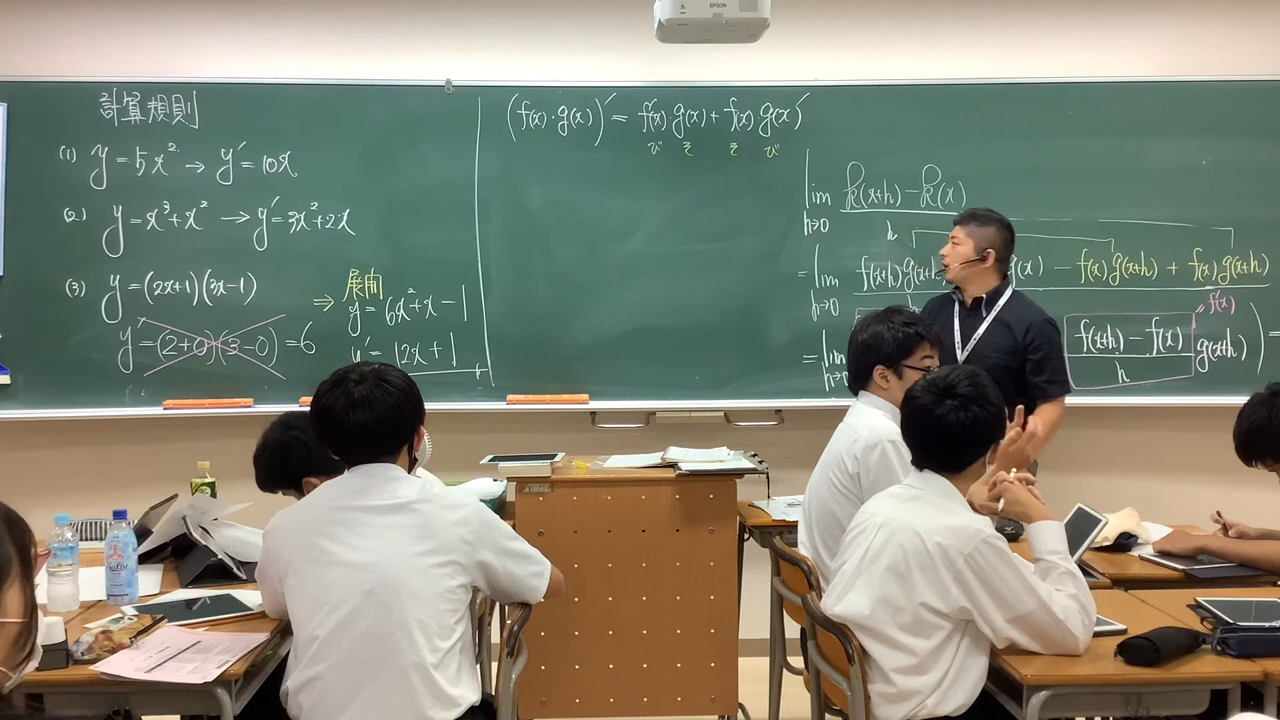 計算規則
(1) y=5x² → y′=10x
(2) y=x³+x² → y′=3x²+2x
(3) y=(2x+1)(3x-1)
y′=(2+0)(3-0)=6
⇒ 展開
y=6x²+x-1
y′=12x+1
(f(x)·g(x))′=f′(x)·g(x)+f(x)·g(x)′
び そ そ び
lim h→0 k(x+h)-k(x) / h
=lim h→0 f(x+h)g(x+h) g(x) - f(x)g(x+h) + f(x)g(x+h)
=lim h→0 f(x+h)-f(x) / h g(x+h) ) =
=f′(x)
EPSON